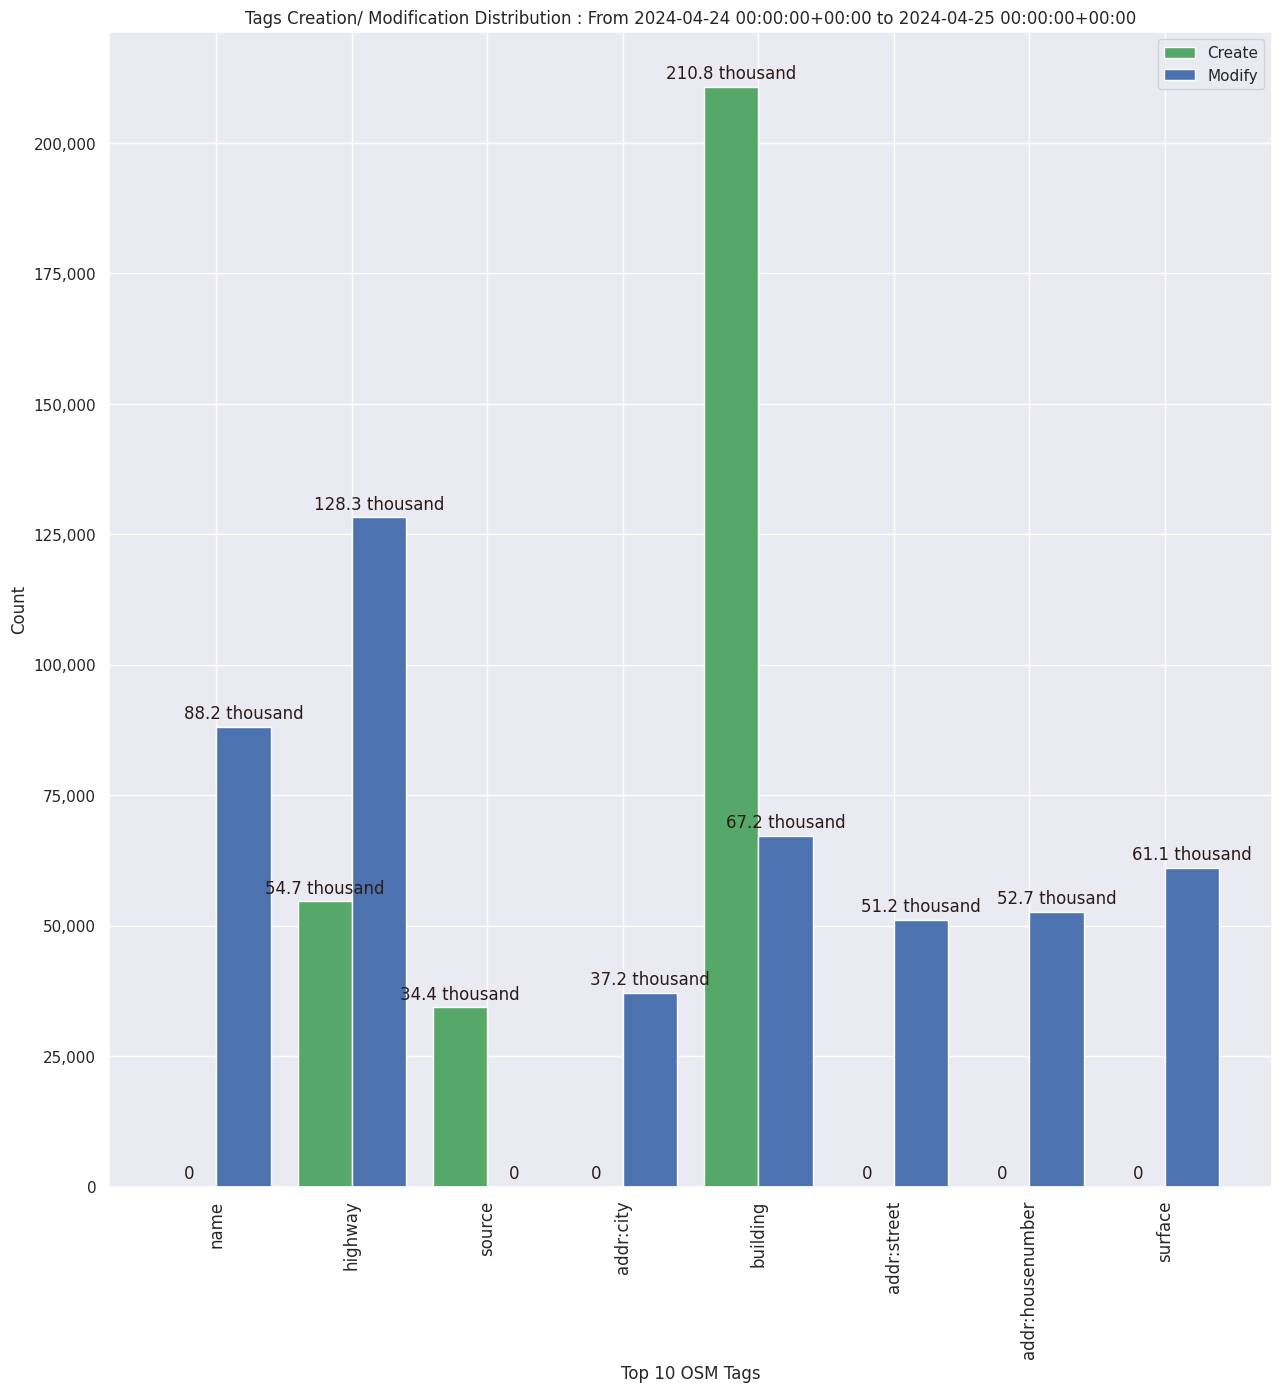 Tags Creation/ Modification Distribution : From 2024-04-24 00:00:00+00:00 to 2024-04-25 00:00:00+00:00
Create
Modify
210.8 thousand
200,000
175,000
150,000
128.3 thousand
125,000
Count
100,000
88.2 thousand
75,000
67.2 thousand
61.1 thousand
54.7 thousand
52.7 thousand
51.2 thousand
50,000
37.2 thousand
34.4 thousand
25,000
0
0
0
0
0
0
0
name
highway
source
addr:city
building
addr:street
addr:housenumber
surface
Top 10 OSM Tags